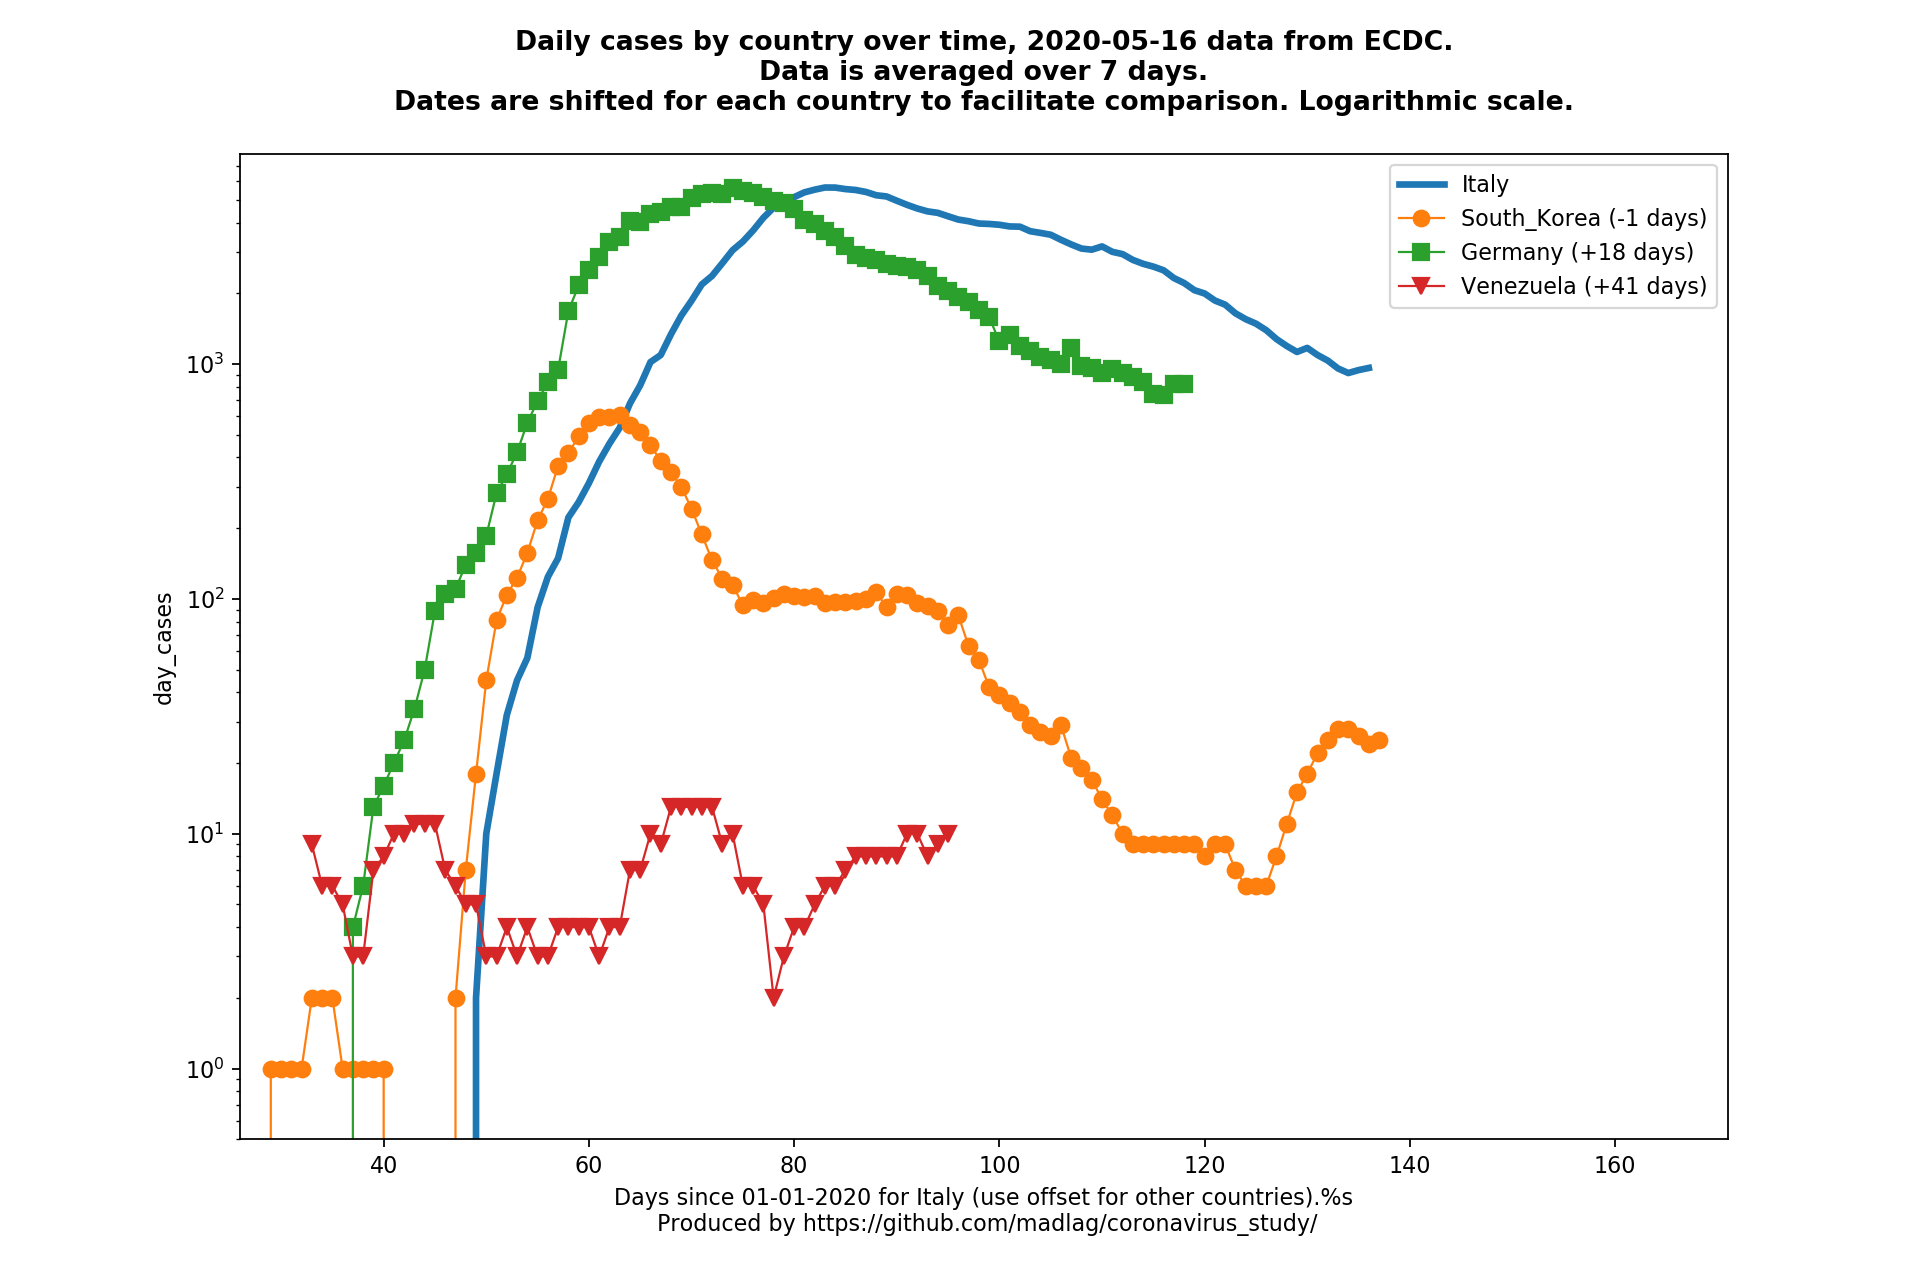 Daily cases by country over time, 2020-05-16 data from ECDC.
Data is averaged over 7 days.
Dates are shifted for each country to facilitate comparison. Logarithmic scale.
Italy
South_Korea (-1 days)
Germany (+18 days)
Venezuela (+41 days)
day_cases
10³
10²
10¹
10⁰
40 60 80 100 120 140 160
Days since 01-01-2020 for Italy (use offset for other countries).%s
Produced by https://github.com/madlag/coronavirus_study/